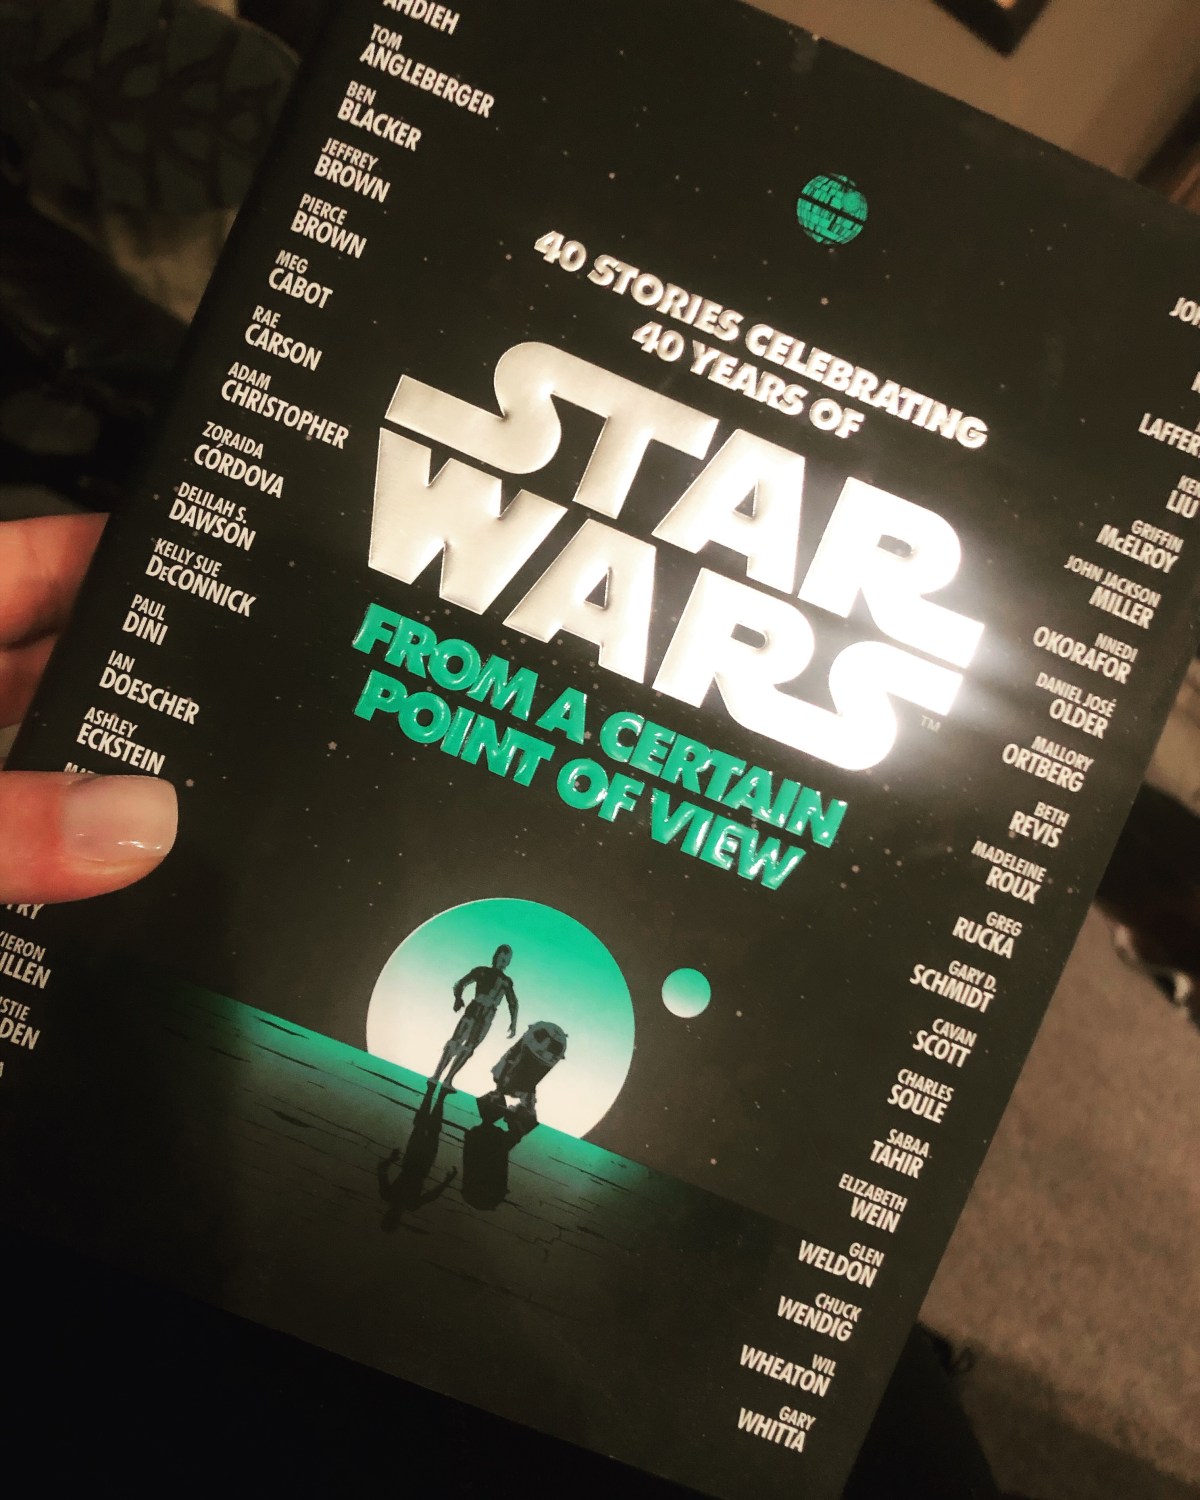 AHDIEH
TOM
ANGLEBERGER
BEN
BLACKER
JEFFREY
BROWN
PIERCE
BROWN
MEG
CABOT
RAE
CARSON
ADAM
CHRISTOPHER
ZORAIDA
CÓRDOVA
DELILAH S.
DAWSON
KELLY SUE
DeCONNICK
PAUL
DINI
IAN
DOESCHER
ASHLEY
ECKSTEIN
40 STORIES CELEBRATING
40 YEARS OF
STAR
WARS
TM
FROM A CERTAIN
POINT OF VIEW
LIU
GRIFFIN
McELROY
JOHN JACKSON
MILLER
NNEDI
OKORAFOR
DANIEL JOSÉ
OLDER
MALLORY
ORTBERG
BETH
REVIS
MADELEINE
ROUX
GREG
RUCKA
GARY D.
SCHMIDT
CAVAN
SCOTT
CHARLES
SOULE
SABAA
TAHIR
ELIZABETH
WEIN
GLEN
WELDON
CHUCK
WENDIG
WIL
WHEATON
GARY
WHITTA